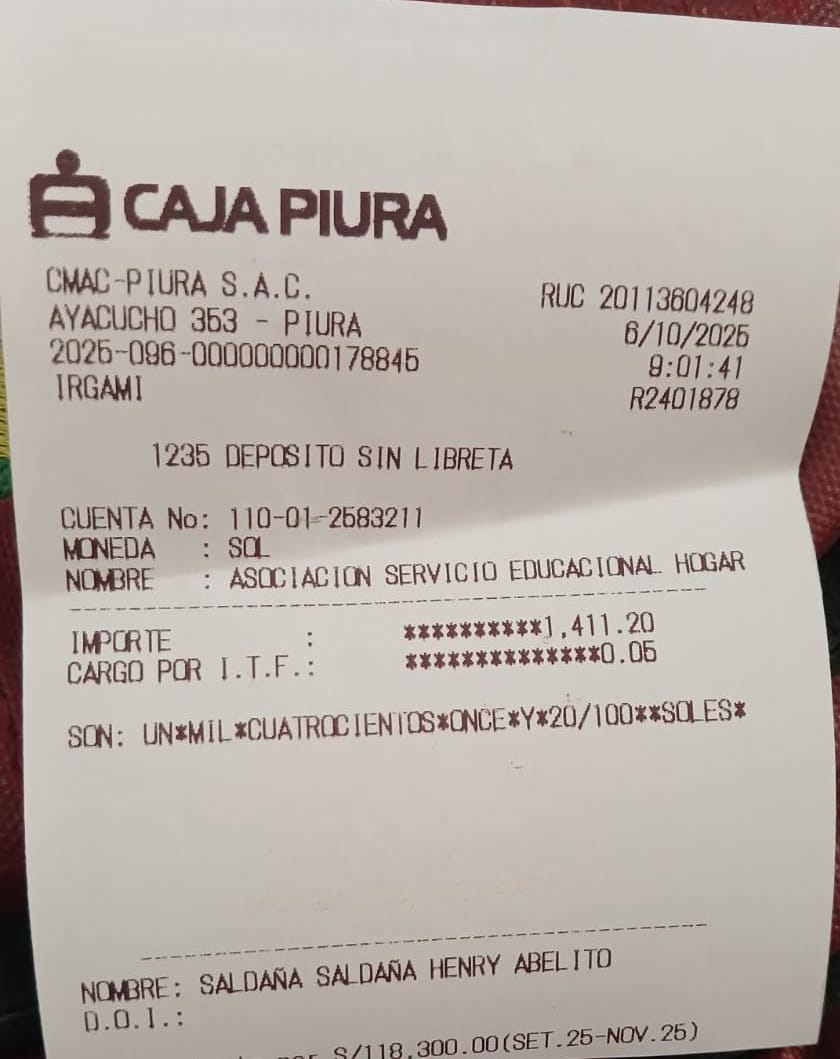 CAJA PIURA
CMAC-PIURA S.A.C.
RUC 20113604248
AYACUCHO 353 - PIURA
6/10/2025
2025-096-000000000178845
9:01:41
IRGAMI
R2401878
1235 DEPOSITO SIN LIBRETA
CUENTA No: 110-01-2583211
MONEDA : SOL
NOMBRE : ASOCIACION SERVICIO EDUCACIONAL HOGAR
IMPORTE : **********1,411.20
CARGO POR I.T.F.: **************0.05
SON: UN*MIL*CUATROCIENTOS*ONCE*Y*20/100**SOLES*
NOMBRE: SALDAÑA SALDAÑA HENRY ABELITO
D.O.I.:
por S/118,300.00(SET.25-NOV.25)